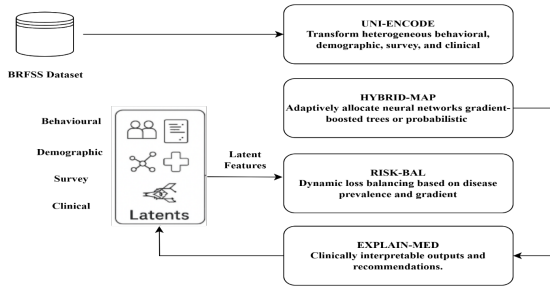 UNI-ENCODE
Transform heterogeneous behavioral,
demographic, survey, and clinical
BRFSS Dataset
HYBRID-MAP
Adaptively allocate neural networks gradient-
boosted trees or probabilistic
Behavioural
Demographic
Survey
Clinical
Latents
Latent
Features
RISK-BAL
Dynamic loss balancing based on disease
prevalence and gradient
EXPLAIN-MED
Clinically interpretable outputs and
recommendations.